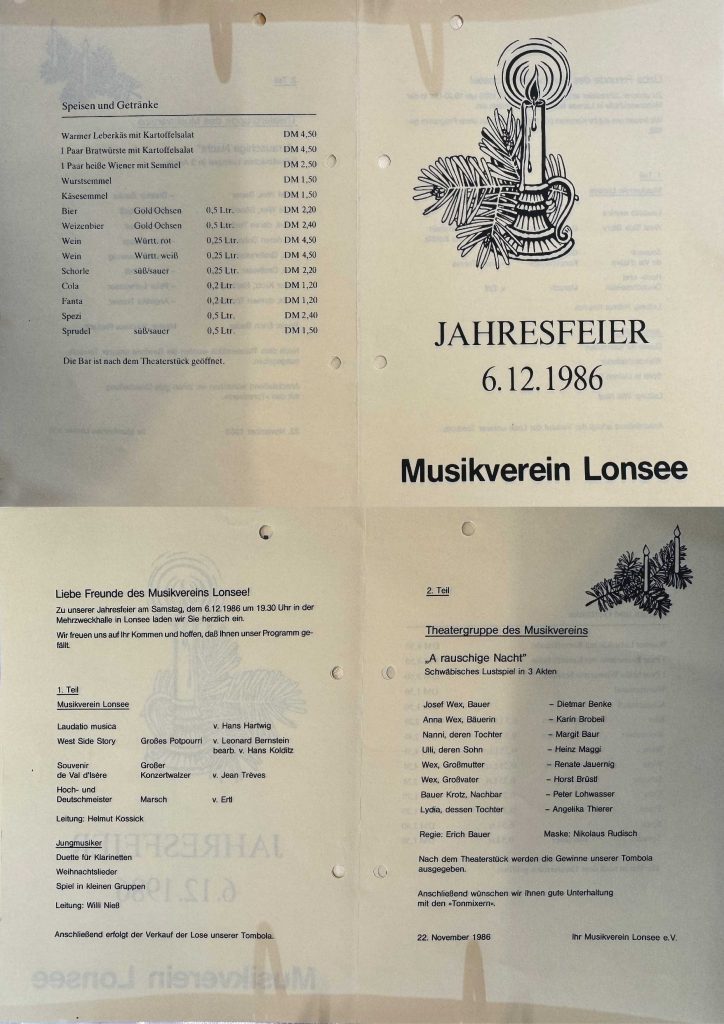 Speisen und Getränke
Warmer Leberkäs mit Kartoffelsalat DM 4,50
1 Paar Bratwürste mit Kartoffelsalat DM 4,50
1 Paar heiße Wiener mit Semmel DM 2,50
Wurstsemmel DM 1,50
Käsesemmel DM 1,50
Bier Gold Ochsen 0,5 Ltr. DM 2,20
Weizenbier Gold Ochsen 0,5 Ltr. DM 2,40
Wein Württ. rot 0,25 Ltr. DM 4,50
Wein Württ. weiß 0,25 Ltr. DM 4,50
Schorle süß/sauer 0,25 Ltr. DM 2,20
Cola 0,2 Ltr. DM 1,20
Fanta 0,2 Ltr. DM 1,20
Spezi 0,5 Ltr. DM 2,40
Sprudel süß/sauer 0,5 Ltr. DM 1,50
Die Bar ist nach dem Theaterstück geöffnet.
JAHRESFEIER
6.12.1986
Musikverein Lonsee
Liebe Freunde des Musikvereins Lonsee!
Zu unserer Jahresfeier am Samstag, dem 6.12.1986 um 19.30 Uhr in der
Mehrzweckhalle in Lonsee laden wir Sie herzlich ein.
Wir freuen uns auf Ihr Kommen und hoffen, daß Ihnen unser Programm ge-
fällt.
1. Teil
Musikverein Lonsee
Laudatio musica v. Hans Hartwig
West Side Story Großes Potpourri v. Leonard Bernstein
bearb. v. Hans Kolditz
Souvenir Großer
de Val d'Isère Konzertwalzer v. Jean Trèves
Hoch- und
Deutschmeister Marsch v. Ertl
Leitung: Helmut Kossick
Jungmusiker
Duette für Klarinetten
Weihnachtslieder
Spiel in kleinen Gruppen
Leitung: Willi Nieß
Anschließend erfolgt der Verkauf der Lose unserer Tombola.
2. Teil
Theatergruppe des Musikvereins
„A rauschige Nacht"
Schwäbisches Lustspiel in 3 Akten
Josef Wex, Bauer – Dietmar Benke
Anna Wex, Bäuerin – Karin Brobeil
Nanni, deren Tochter – Margit Baur
Ulli, deren Sohn – Heinz Maggi
Wex, Großmutter – Renate Jauernig
Wex, Großvater – Horst Brüstl
Bauer Krotz, Nachbar – Peter Lohwasser
Lydia, dessen Tochter – Angelika Thierer
Regie: Erich Bauer Maske: Nikolaus Rudisch
Nach dem Theaterstück werden die Gewinne unserer Tombola
ausgegeben.
Anschließend wünschen wir Ihnen gute Unterhaltung
mit den «Tonmixern».
22. November 1986 Ihr Musikverein Lonsee e.V.